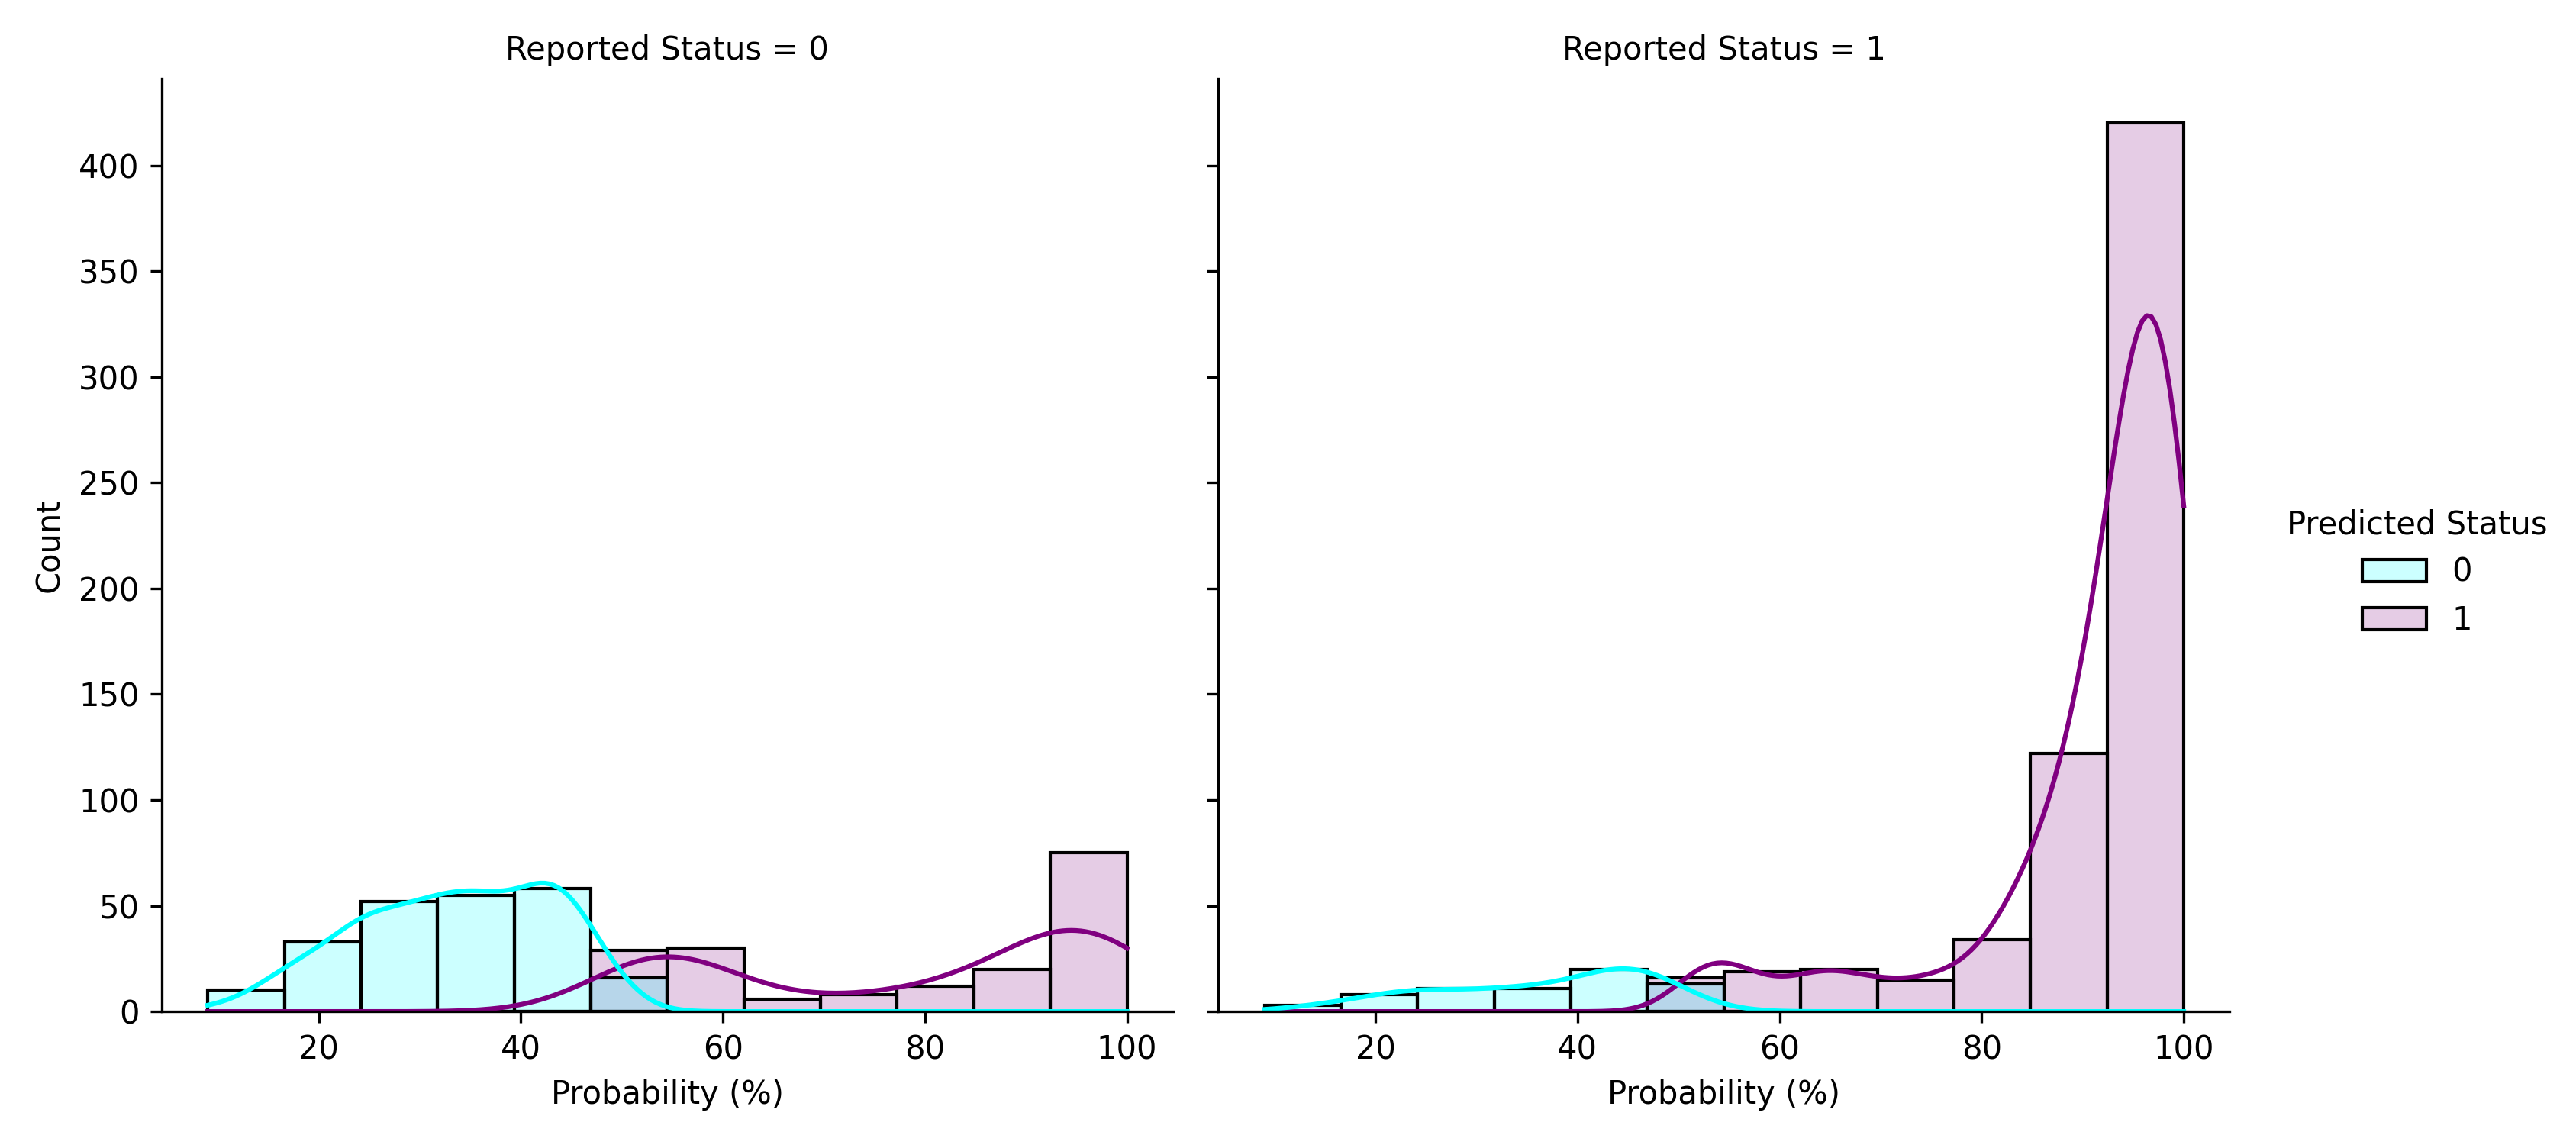 Reported Status = 0
Reported Status = 1
400
350
300
250
200
150
100
50
0
Count
20 40 60 80 100
20 40 60 80 100
Probability (%)
Probability (%)
Predicted Status
0
1